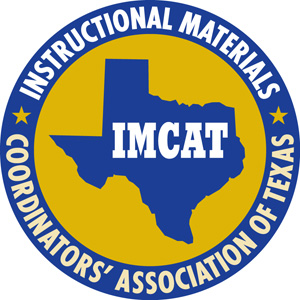 INSTRUCTIONAL MATERIALS
IMCAT
COORDINATORS' ASSOCIATION OF TEXAS